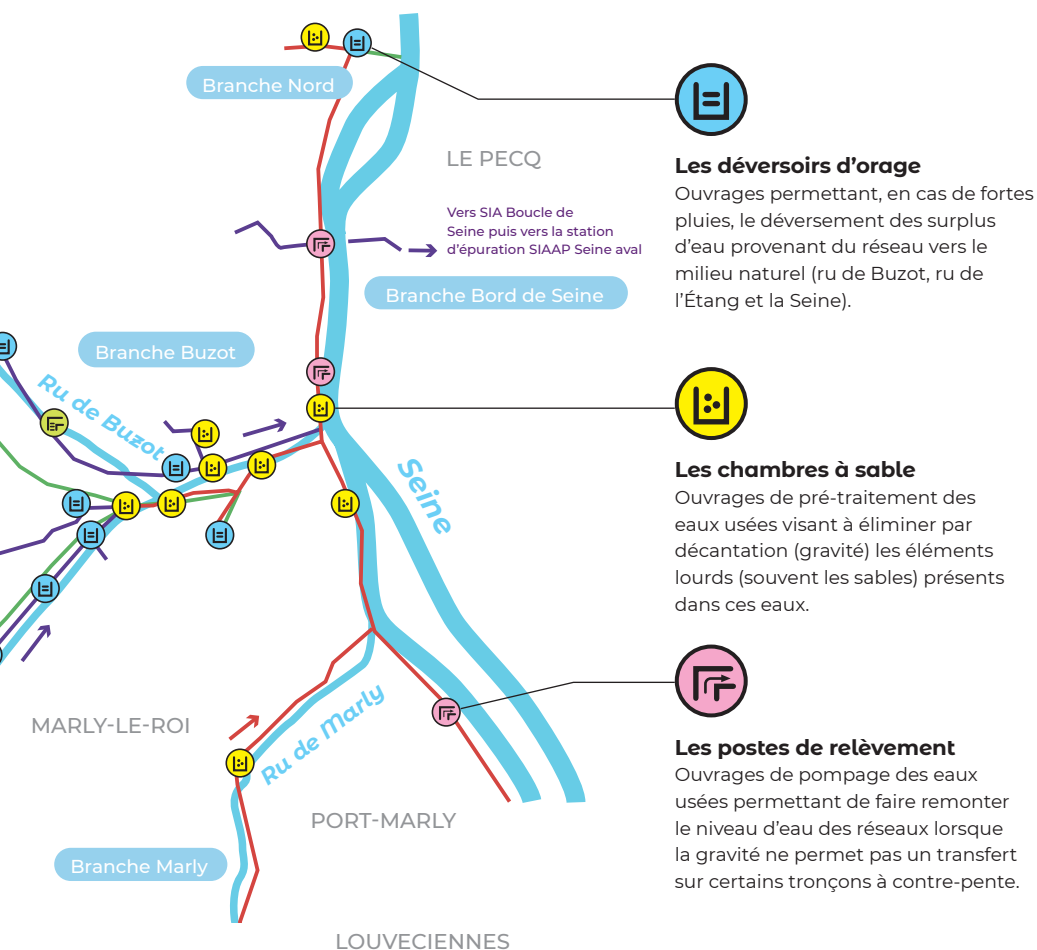 Branche Nord
LE PECQ
Vers SIA Boucle de
Seine puis vers la station
d'épuration SIAAP Seine aval
Branche Bord de Seine
Branche Buzot
Ru de Buzot
Seine
MARLY-LE-ROI
Ru de Marly
PORT-MARLY
Branche Marly
LOUVECIENNES
Les déversoirs d'orage
Ouvrages permettant, en cas de fortes
pluies, le déversement des surplus
d'eau provenant du réseau vers le
milieu naturel (ru de Buzot, ru de
l'Étang et la Seine).
Les chambres à sable
Ouvrages de pré-traitement des
eaux usées visant à éliminer par
décantation (gravité) les éléments
lourds (souvent les sables) présents
dans ces eaux.
Les postes de relèvement
Ouvrages de pompage des eaux
usées permettant de faire remonter
le niveau d'eau des réseaux lorsque
la gravité ne permet pas un transfert
sur certains tronçons à contre-pente.